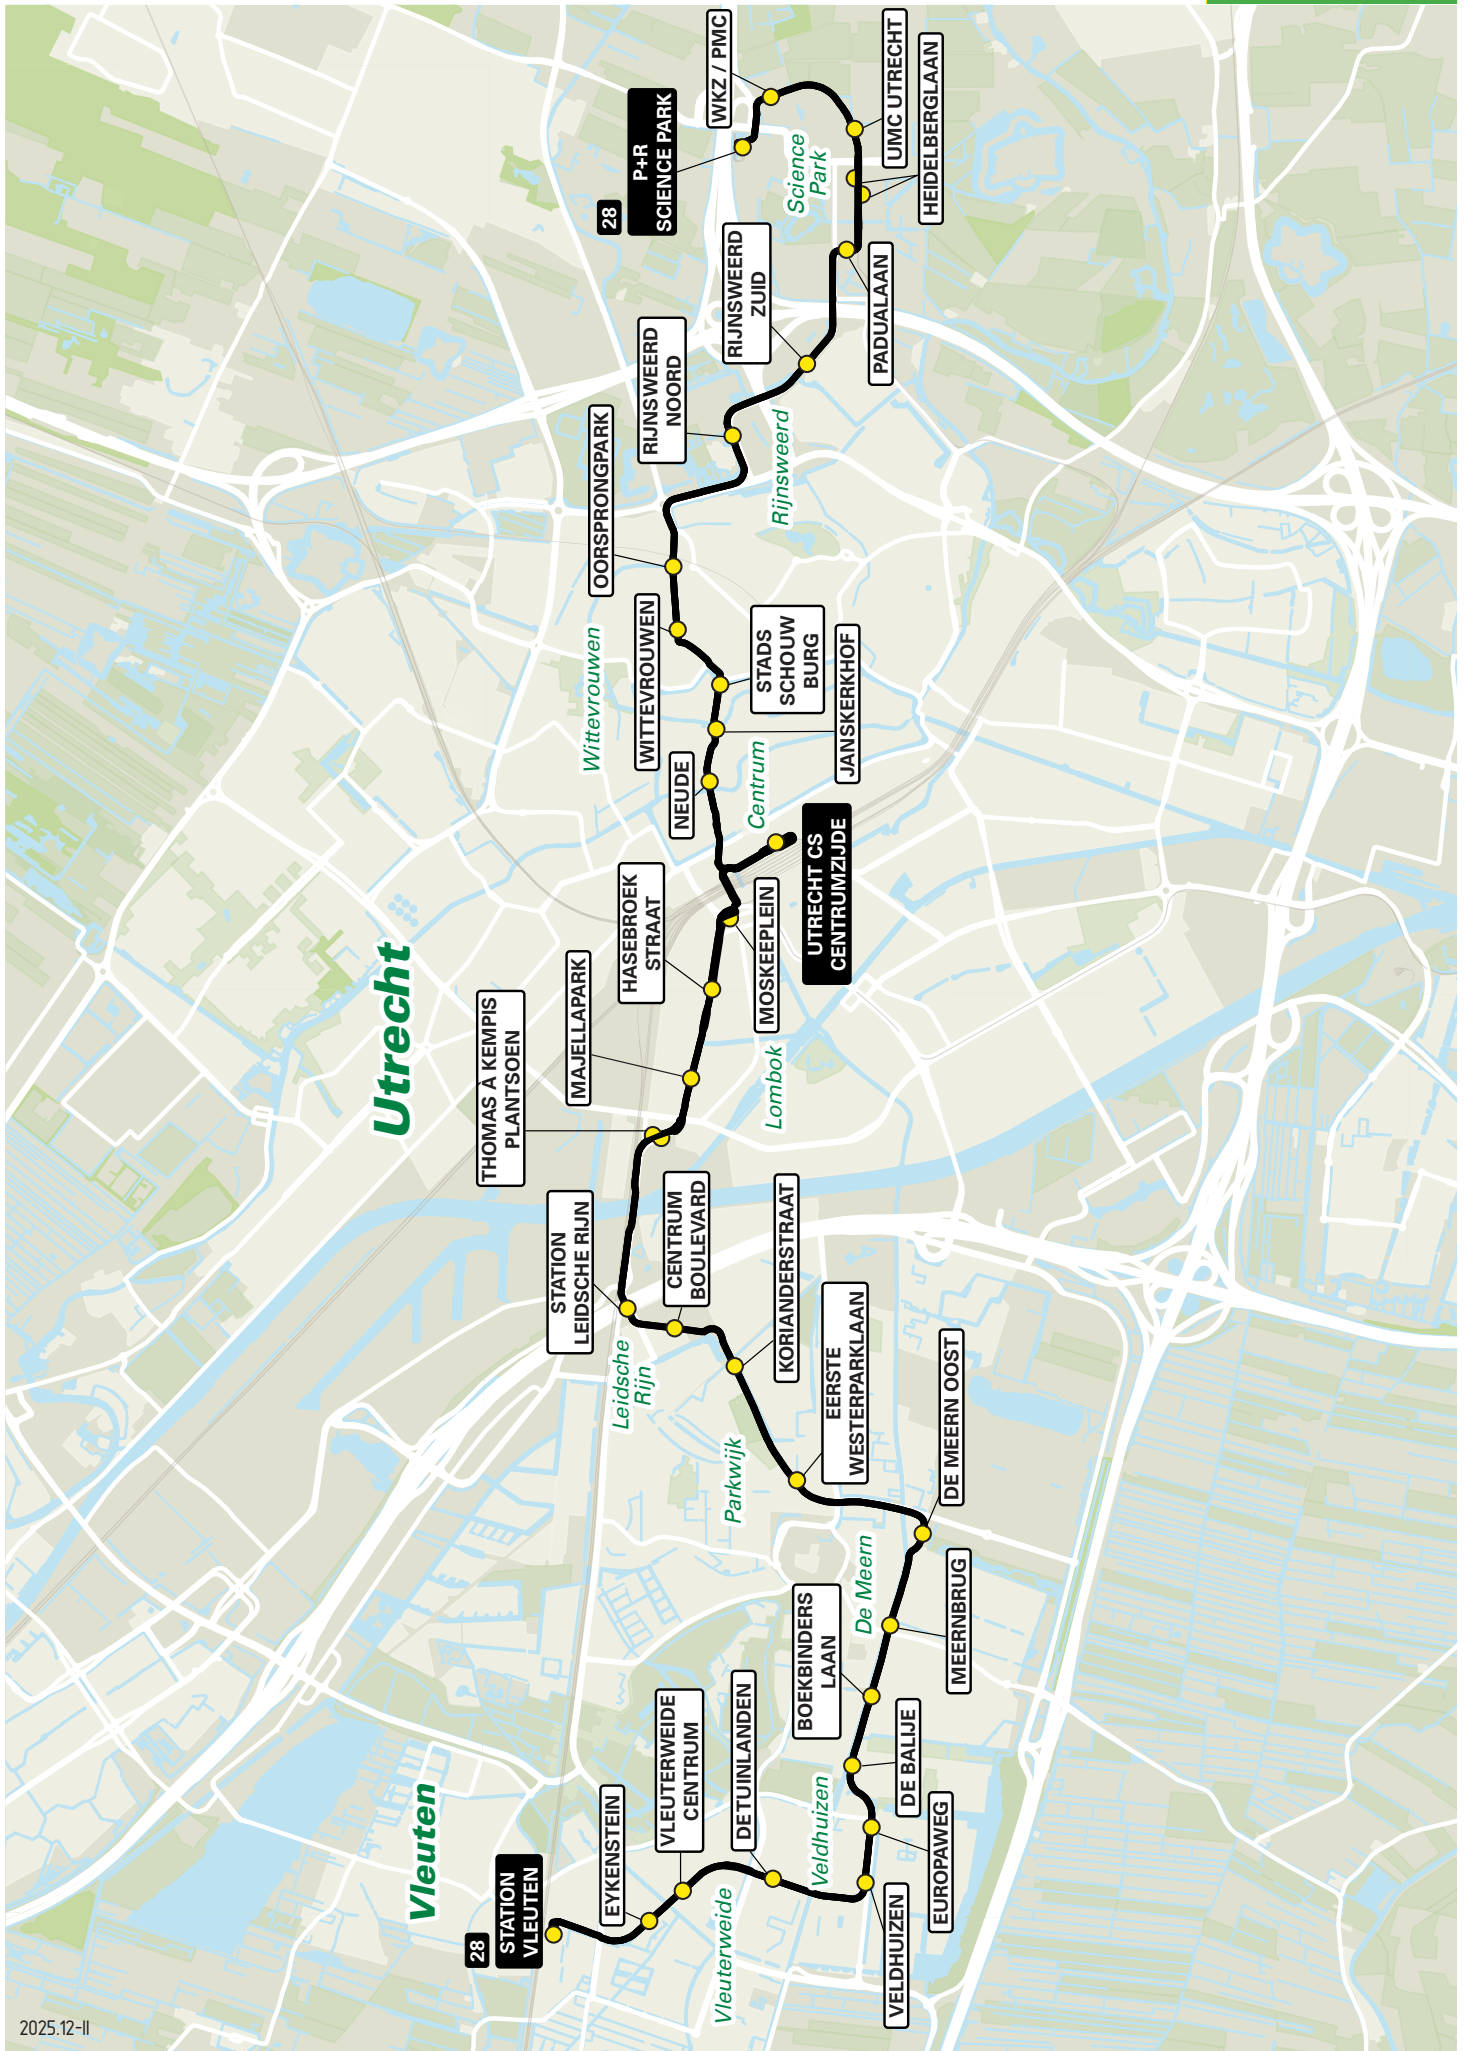 28
STATION
VLEUTEN
Vleuten
EYKENSTEIN
VLEUTERWEIDE
CENTRUM
Vleuterweide
DE TUINLANDEN
Veldhuizen
VELDHUIZEN
EUROPAWEG
DE BALIJE
BOEKBINDERS
LAAN
De Meern
MEERNBRUG
DE MEERN OOST
Parkwijk
EERSTE
WESTERPARKLAAN
KORIANDERSTRAAT
Leidsche
Rijn
CENTRUM
BOULEVARD
STATION
LEIDSCHE RIJN
Utrecht
THOMAS À KEMPIS
PLANTSOEN
MAJELLAPARK
Lombok
HASEBROEK
STRAAT
MOSKEEPLEIN
UTRECHT CS
CENTRUMZIJDE
Centrum
NEUDE
JANSKERKHOF
STADS
SCHOUW
BURG
Wittevrouwen
WITTEVROUWEN
OORSPRONGPARK
Rijnsweerd
RIJNSWEERD
NOORD
RIJNSWEERD
ZUID
PADUALAAN
Science
Park
HEIDELBERGLAAN
UMC UTRECHT
WKZ / PMC
28
P+R
SCIENCE PARK
2025.12-II